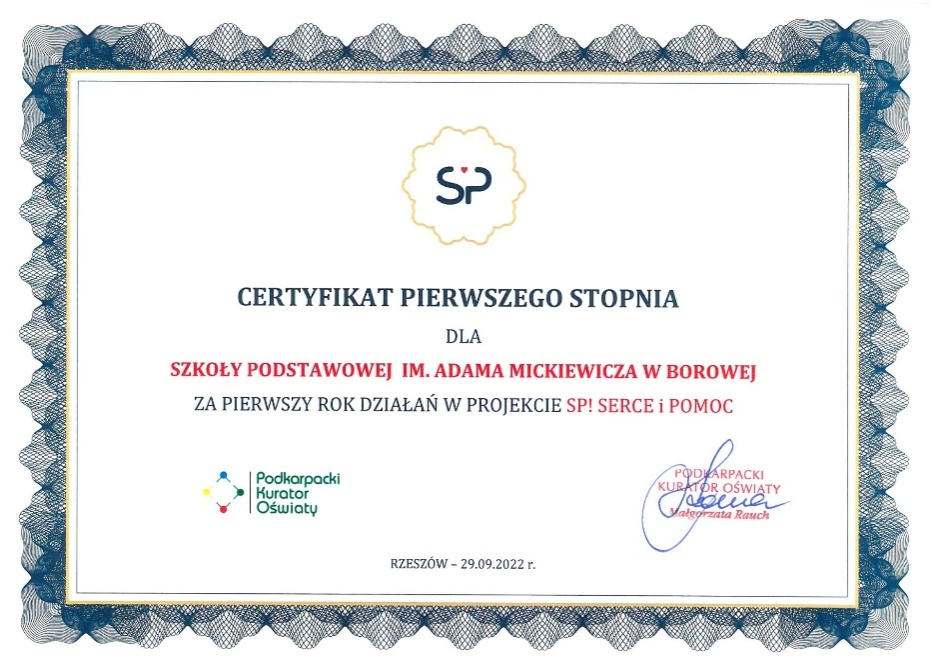 SP
CERTYFIKAT PIERWSZEGO STOPNIA
DLA
SZKOŁY PODSTAWOWEJ IM. ADAMA MICKIEWICZA W BOROWEJ
ZA PIERWSZY ROK DZIAŁAŃ W PROJEKCIE SP! SERCE i POMOC
Podkarpacki
Kurator
Oświaty
PODKARPACKI
KURATOR OŚWIATY
Małgorzata Rauch
RZESZÓW – 29.09.2022 r.